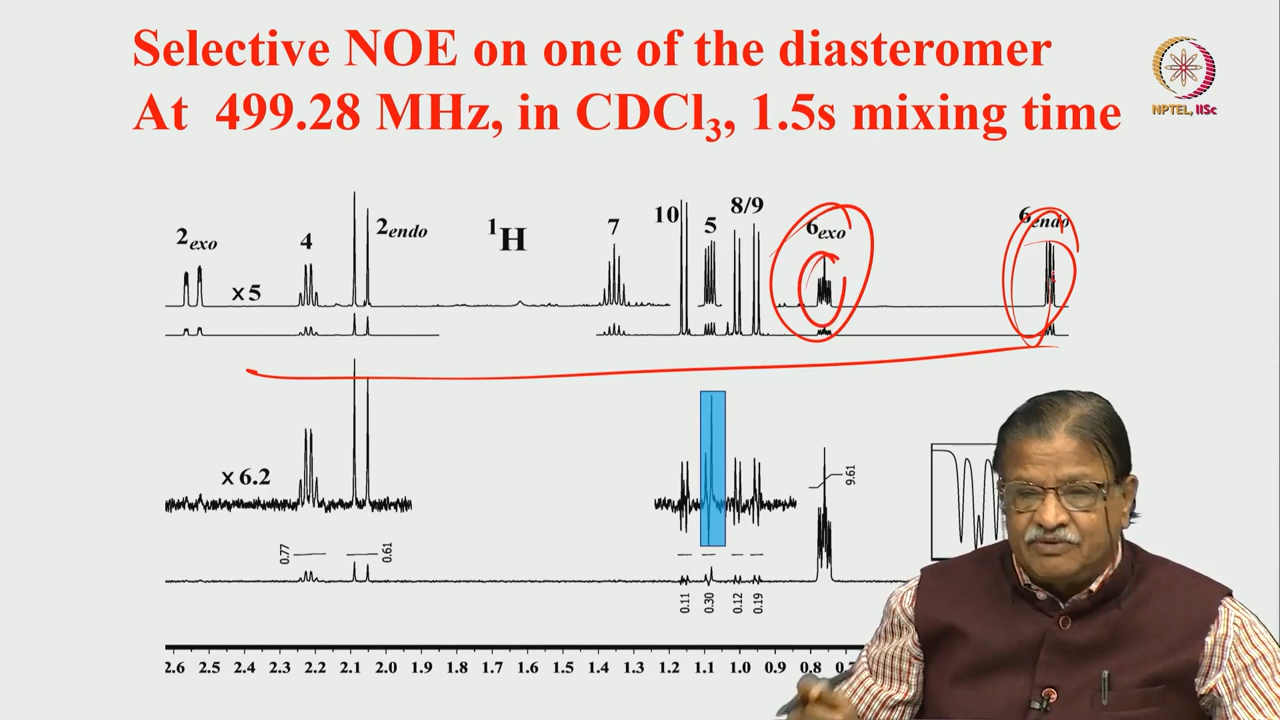 Selective NOE on one of the diasteromer
At 499.28 MHz, in CDCl3, 1.5s mixing time
NPTEL, IISc
2exo
4
2endo
1H
7
10
5
8/9
6exo
6endo
x5
x 6.2
9.61
0.77
0.61
0.11
0.30
0.12
0.19
2.6 2.5 2.4 2.3 2.2 2.1 2.0 1.9 1.8 1.7 1.6 1.5 1.4 1.3 1.2 1.1 1.0 0.9 0.8